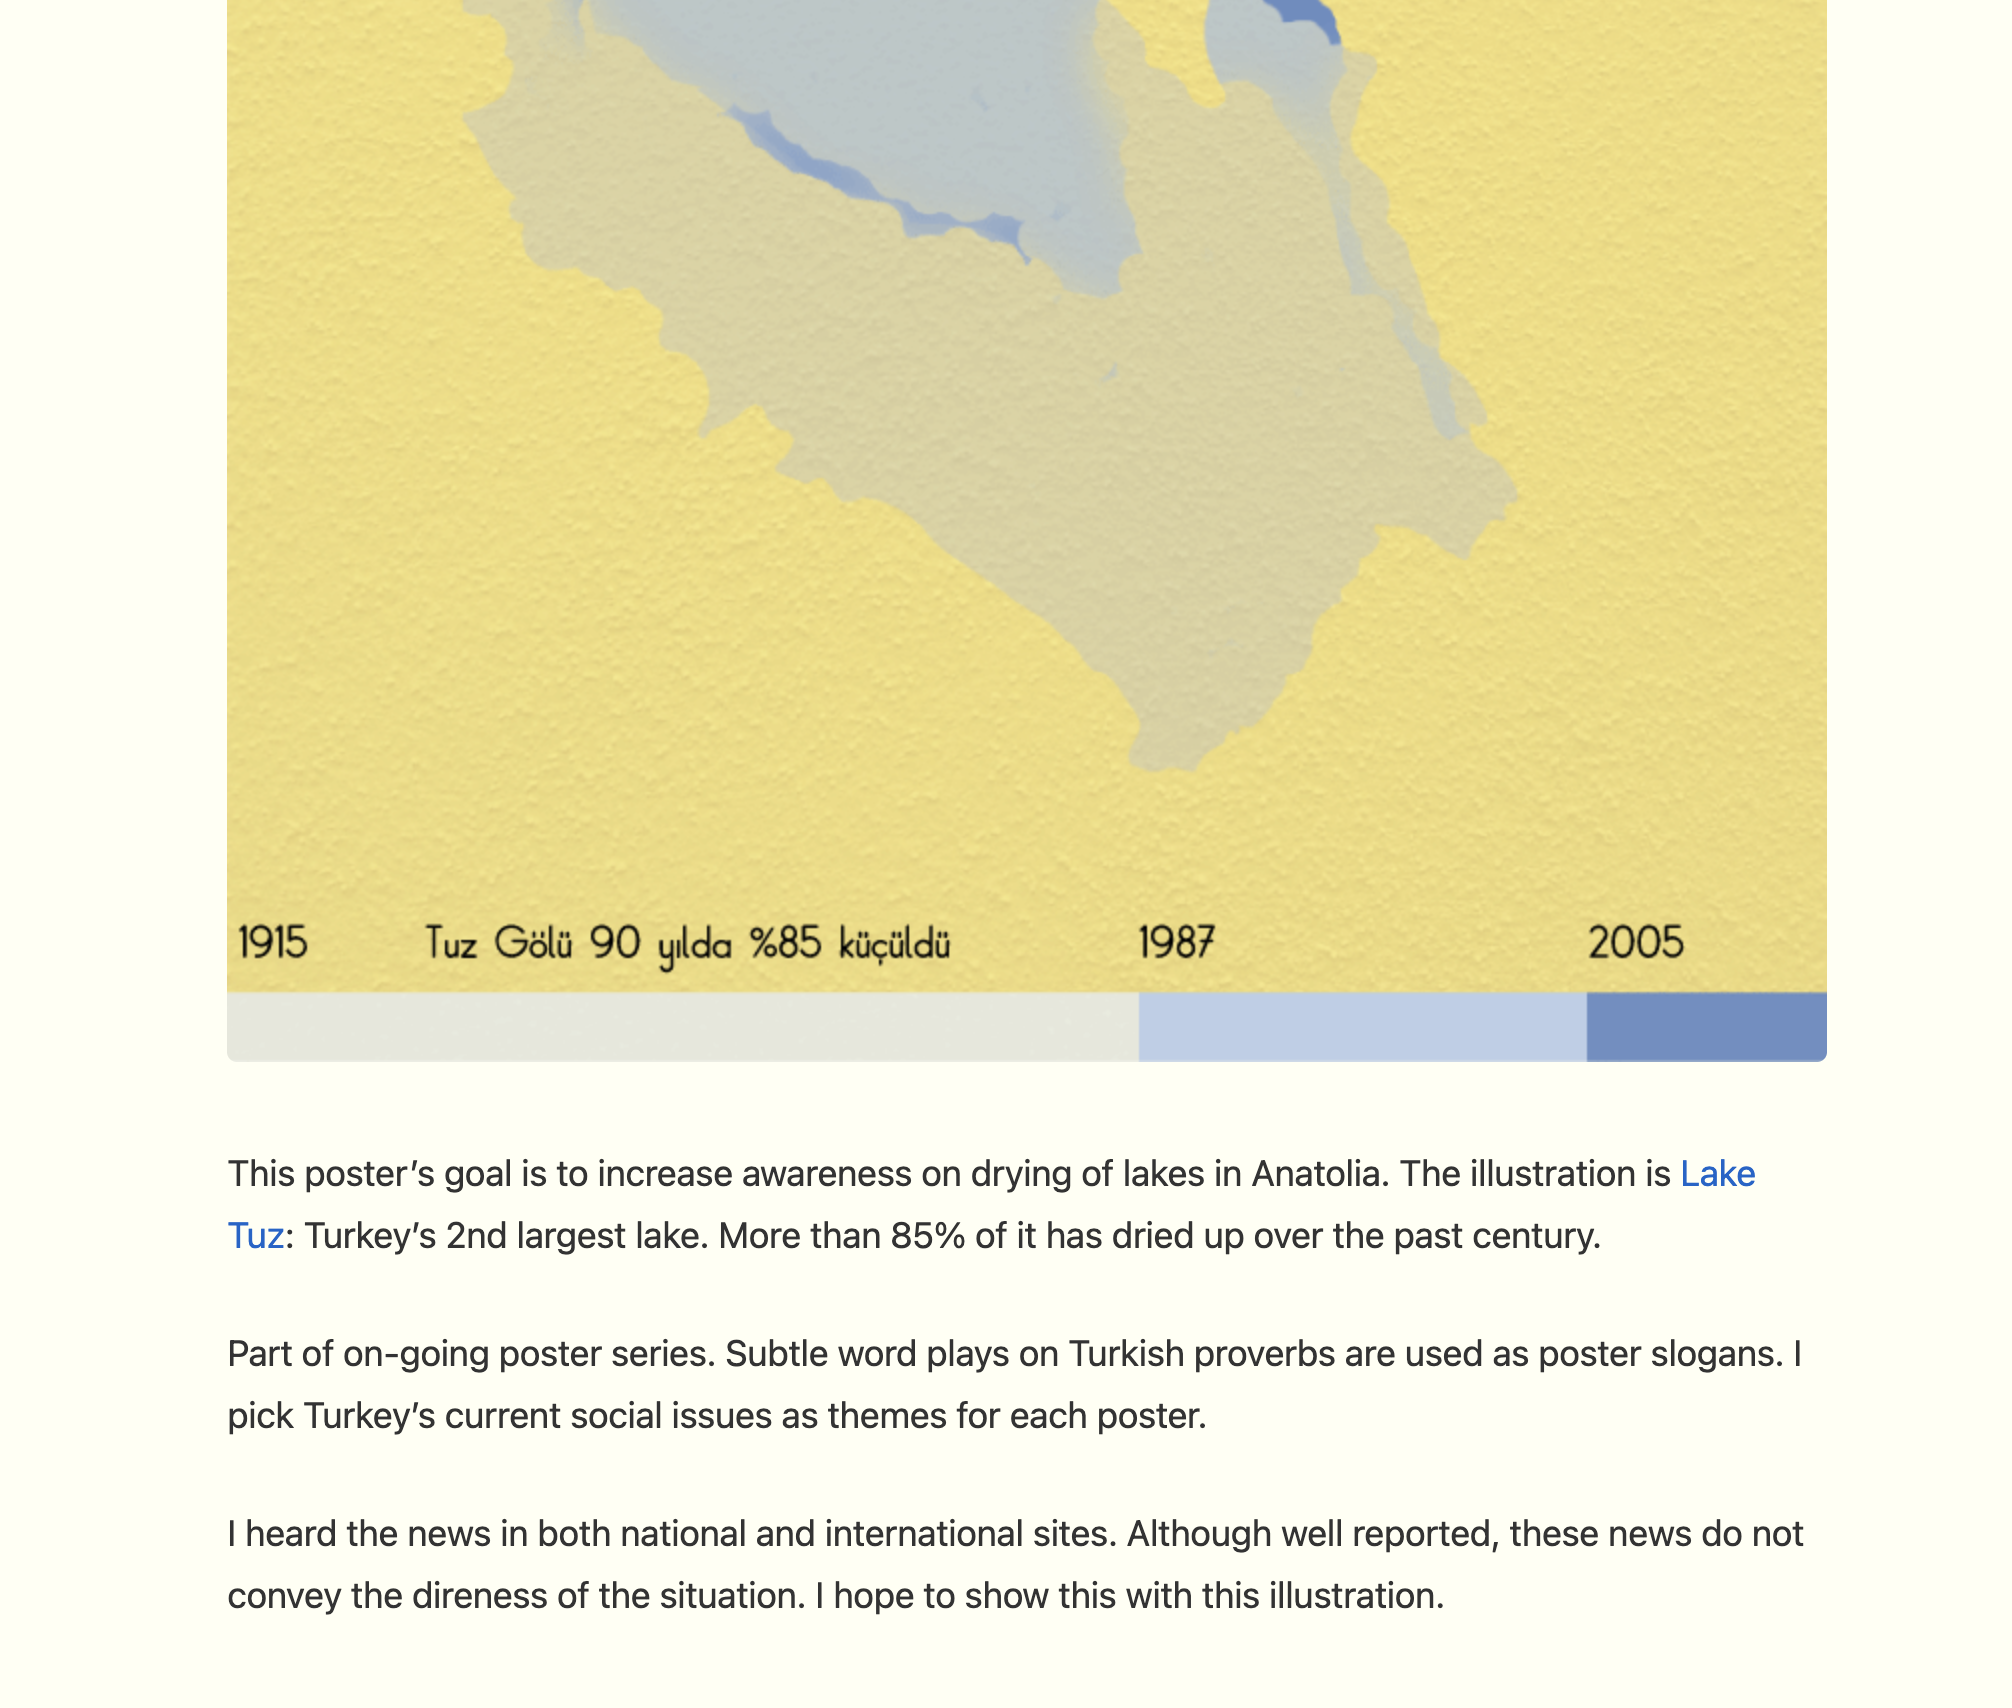 1915 Tuz Gölü 90 yılda %85 küçüldü 1987 2005
This poster’s goal is to increase awareness on drying of lakes in Anatolia. The illustration is Lake
Tuz: Turkey’s 2nd largest lake. More than 85% of it has dried up over the past century.
Part of on-going poster series. Subtle word plays on Turkish proverbs are used as poster slogans. I
pick Turkey’s current social issues as themes for each poster.
I heard the news in both national and international sites. Although well reported, these news do not
convey the direness of the situation. I hope to show this with this illustration.